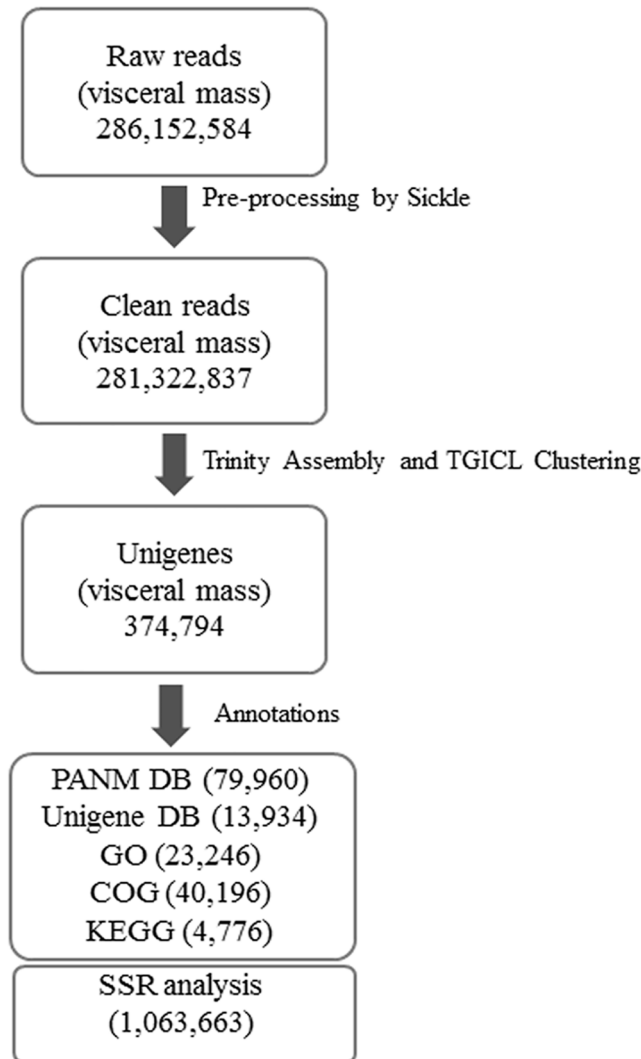 Raw reads
(visceral mass)
286,152,584
Pre-processing by Sickle
Clean reads
(visceral mass)
281,322,837
Trinity Assembly and TGICL Clustering
Unigenes
(visceral mass)
374,794
Annotations
PANM DB (79,960)
Unigene DB (13,934)
GO (23,246)
COG (40,196)
KEGG (4,776)
SSR analysis
(1,063,663)